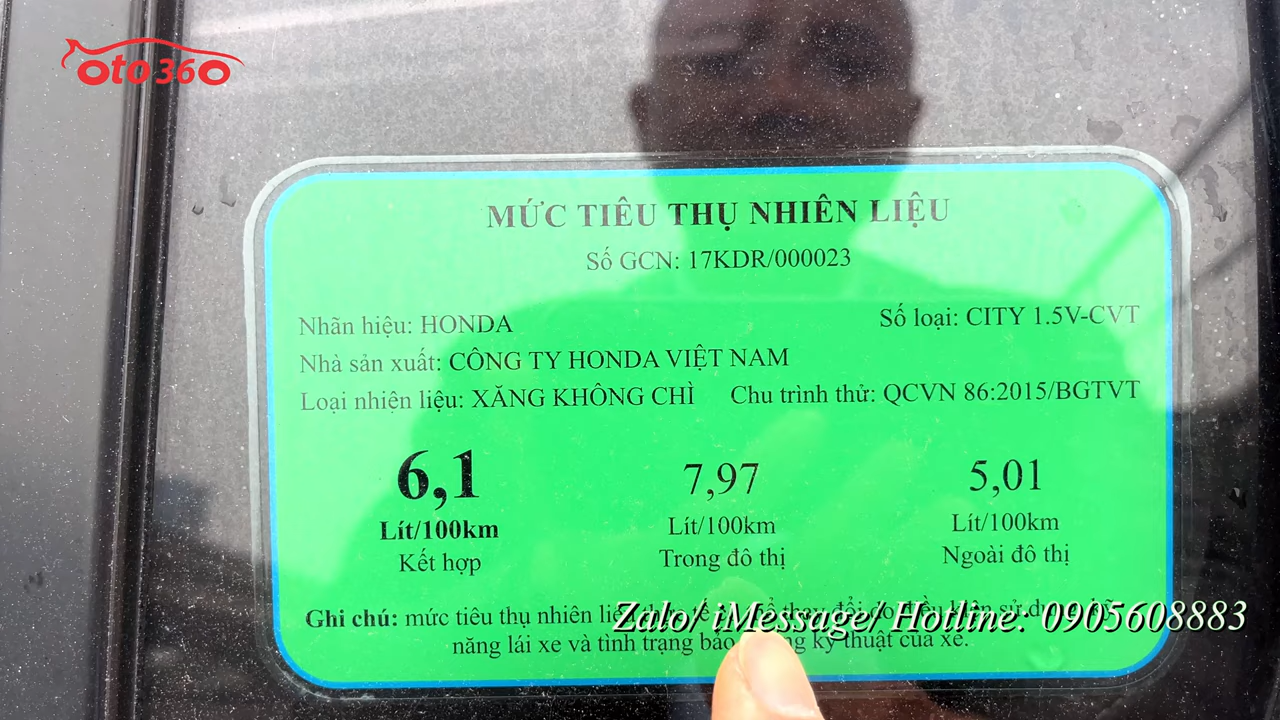 oto360
MỨC TIÊU THỤ NHIÊN LIỆU
Số GCN: 17KDR/000023
Nhãn hiệu: HONDA Số loại: CITY 1.5V-CVT
Nhà sản xuất: CÔNG TY HONDA VIỆT NAM
Loại nhiện liệu: XĂNG KHÔNG CHÌ Chu trình thử: QCVN 86:2015/BGTVT
6,1 7,97 5,01
Lít/100km Lít/100km Lít/100km
Kết hợp Trong đô thị Ngoài đô thị
Ghi chú: mức tiêu thụ nhiên
Zalo/ iMessage/ Hotline: 0905608883
năng lái xe và tình trạng kỹ thuật của xe.